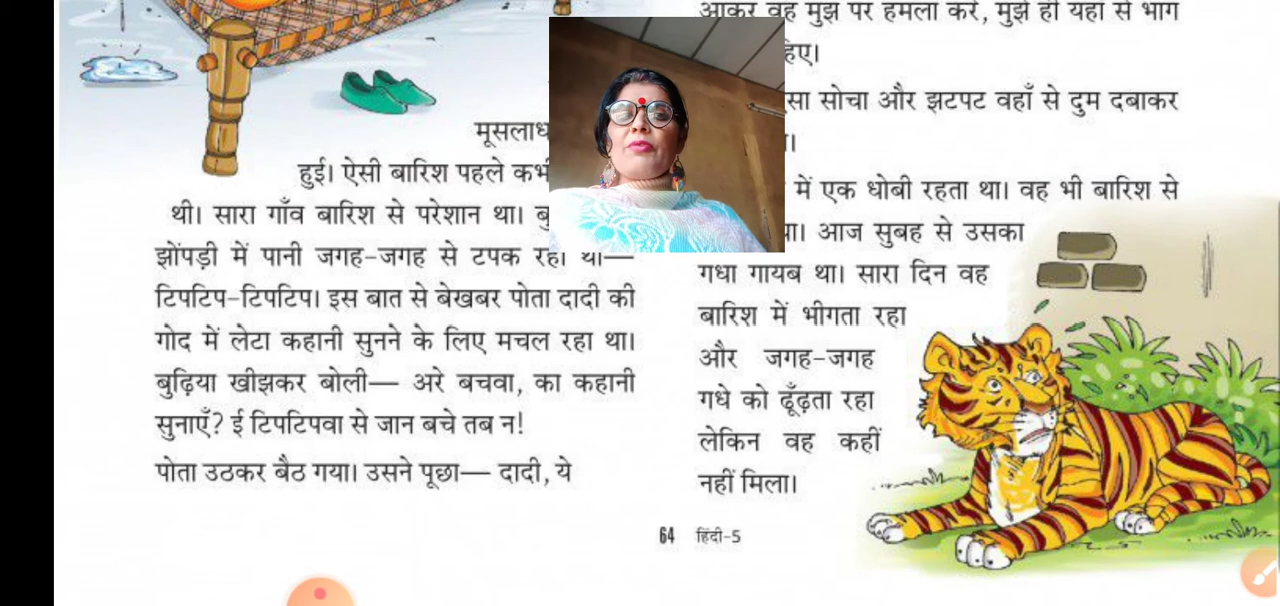 मूसलाध
हुई। ऐसी बारिश पहले कभी
थी। सारा गाँव बारिश से परेशान था। बु
झोंपड़ी में पानी जगह-जगह से टपक रहा था—
टिपटिप-टिपटिप। इस बात से बेखबर पोता दादी की
गोद में लेटा कहानी सुनने के लिए मचल रहा था।
बुढ़िया खीझकर बोली— अरे बचवा, का कहानी
सुनाएँ? ई टिपटिपवा से जान बचे तब न!
पोता उठकर बैठ गया। उसने पूछा— दादी, ये
आकर वह मुझ पर हमला करे, मुझे ही यहाँ से भाग
हिए।
सा सोचा और झटपट वहाँ से दुम दबाकर
में एक धोबी रहता था। वह भी बारिश से
था। आज सुबह से उसका
गधा गायब था। सारा दिन वह
बारिश में भीगता रहा
और जगह-जगह
गधे को ढूँढ़ता रहा
लेकिन वह कहीं
नहीं मिला।
64 हिंदी-5